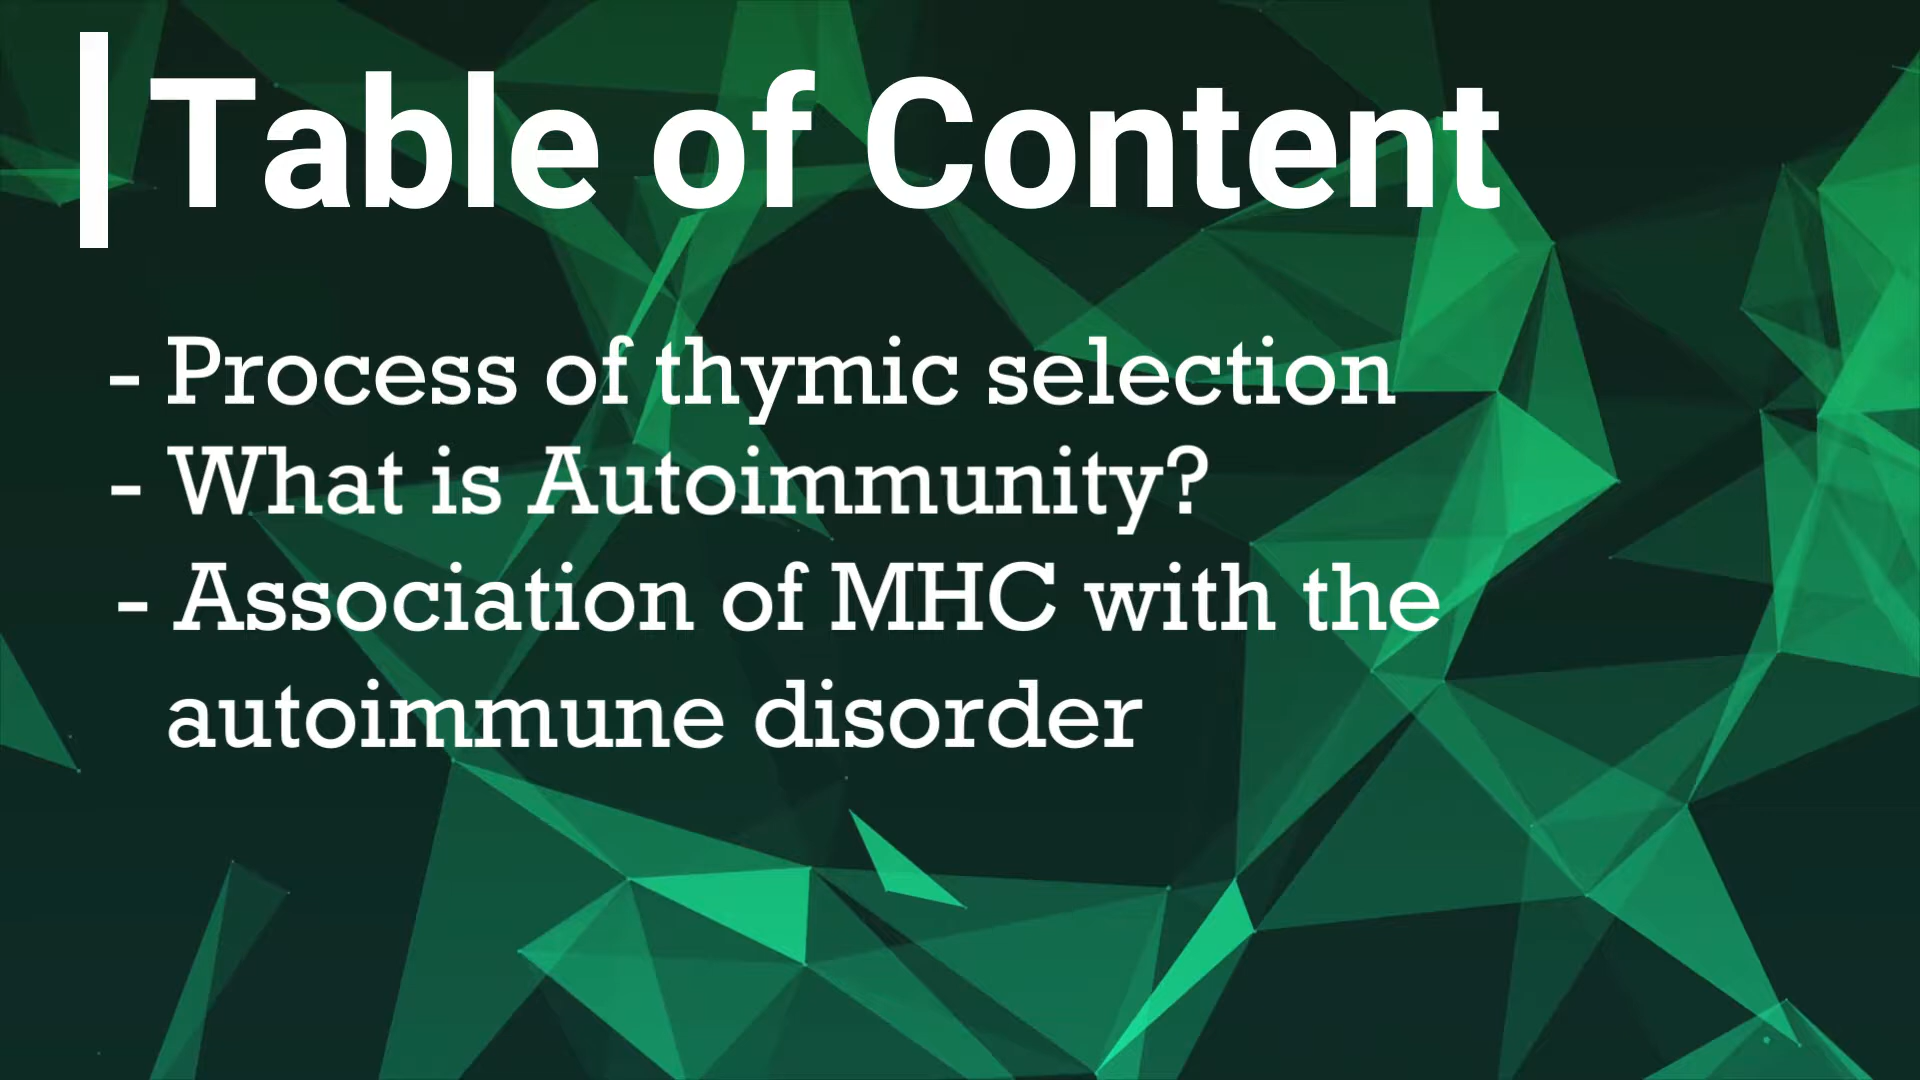 Table of Content
- Process of thymic selection
- What is Autoimmunity?
- Association of MHC with the
autoimmune disorder